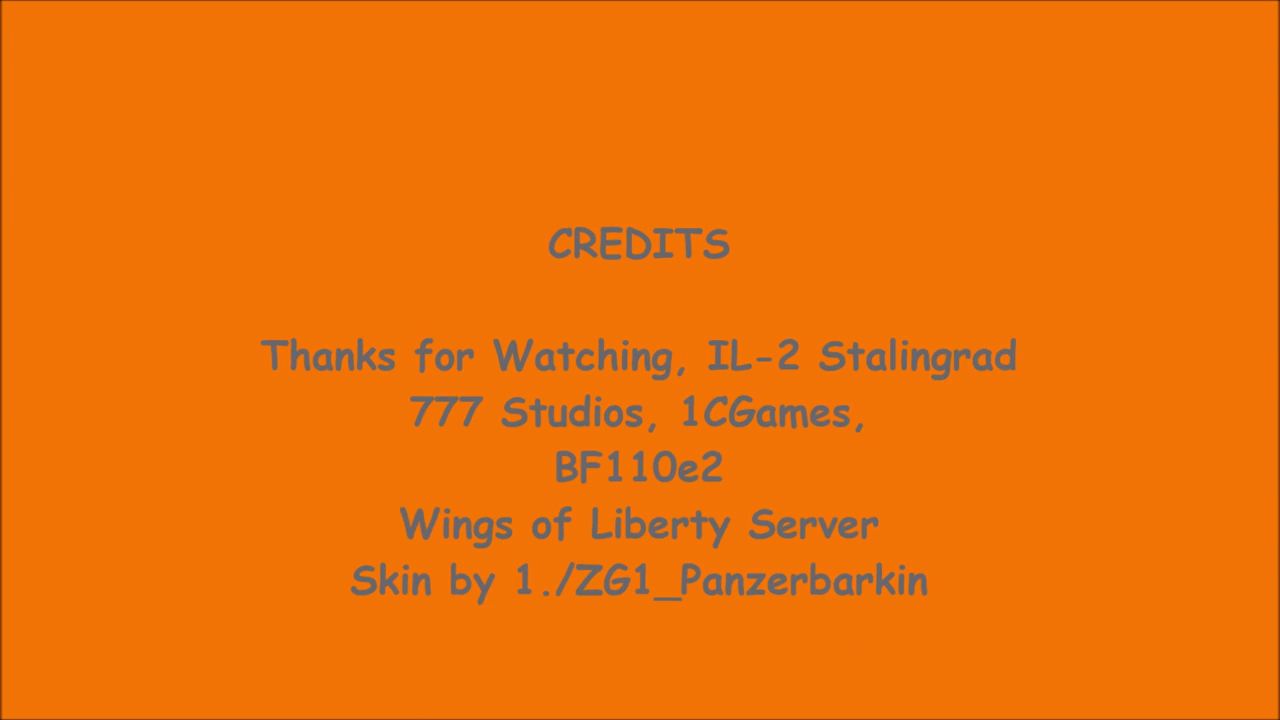 CREDITS
Thanks for Watching, IL-2 Stalingrad
777 Studios, 1CGames,
BF110e2
Wings of Liberty Server
Skin by 1./ZG1_Panzerbarkin